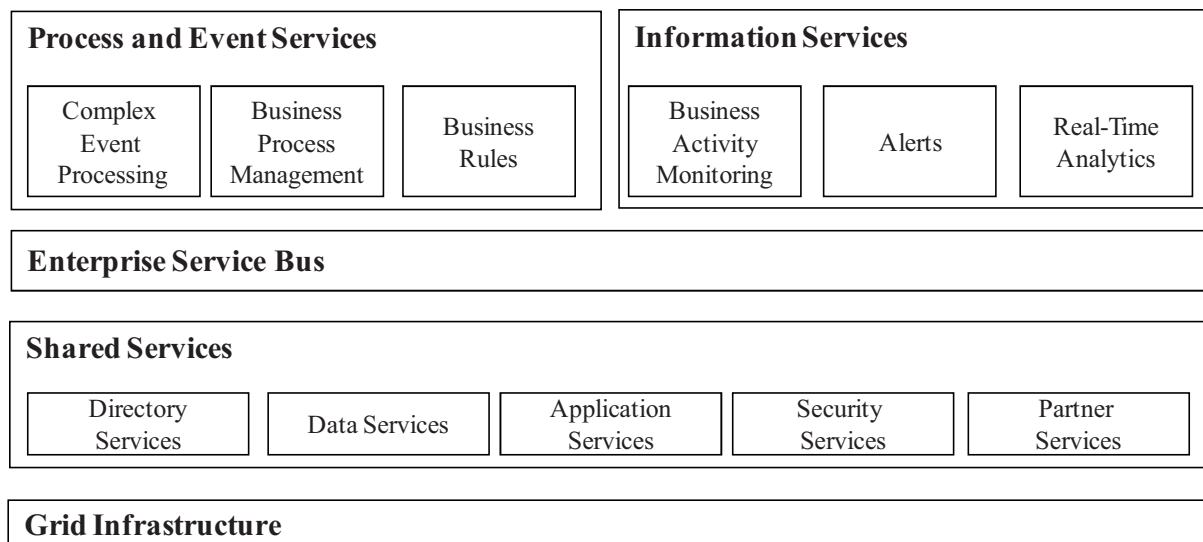 Process and Event Services
Complex
Event
Processing
Business
Process
Management
Business
Rules
Information Services
Business
Activity
Monitoring
Alerts
Real-Time
Analytics
Enterprise Service Bus
Shared Services
Directory
Services
Data Services
Application
Services
Security
Services
Partner
Services
Grid Infrastructure